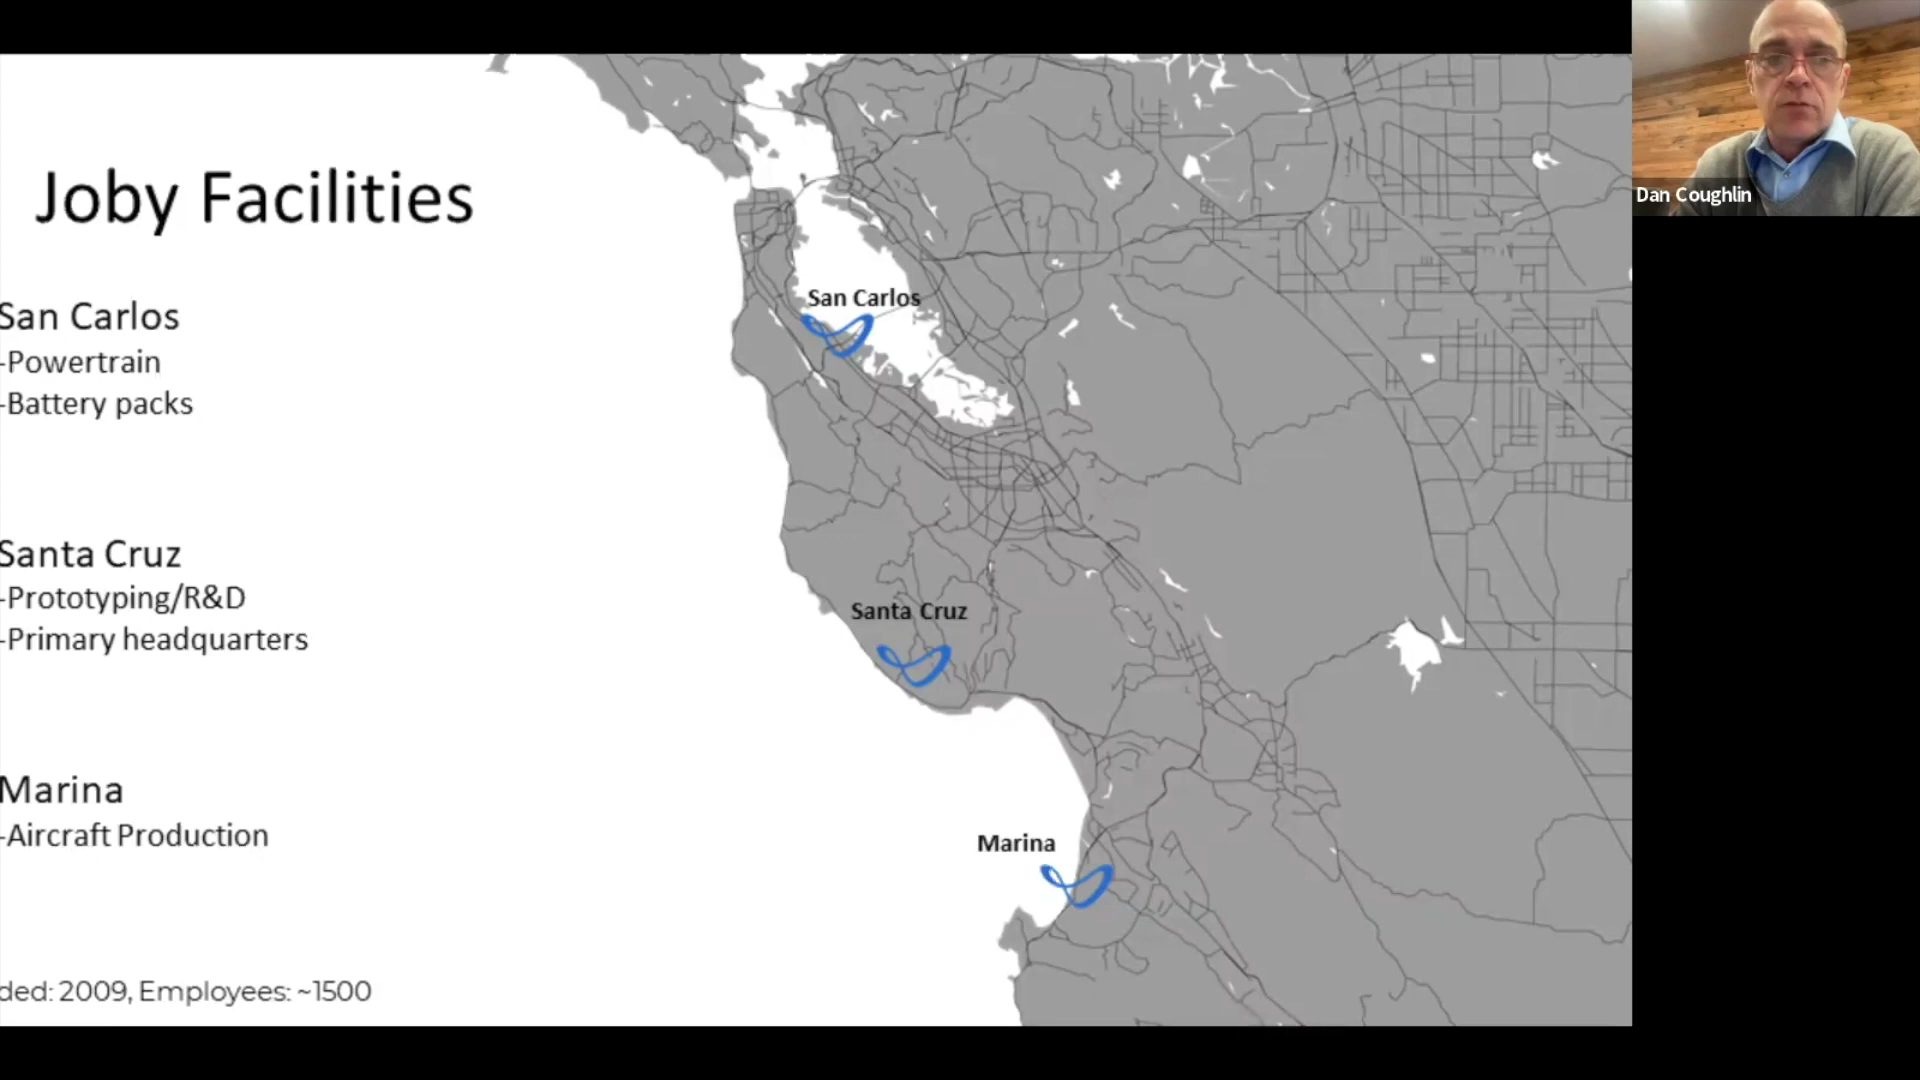 Joby Facilities
San Carlos
-Powertrain
-Battery packs
Santa Cruz
-Prototyping/R&D
-Primary headquarters
Marina
-Aircraft Production
ded: 2009, Employees: ~1500
San Carlos
Santa Cruz
Marina
Dan Coughlin